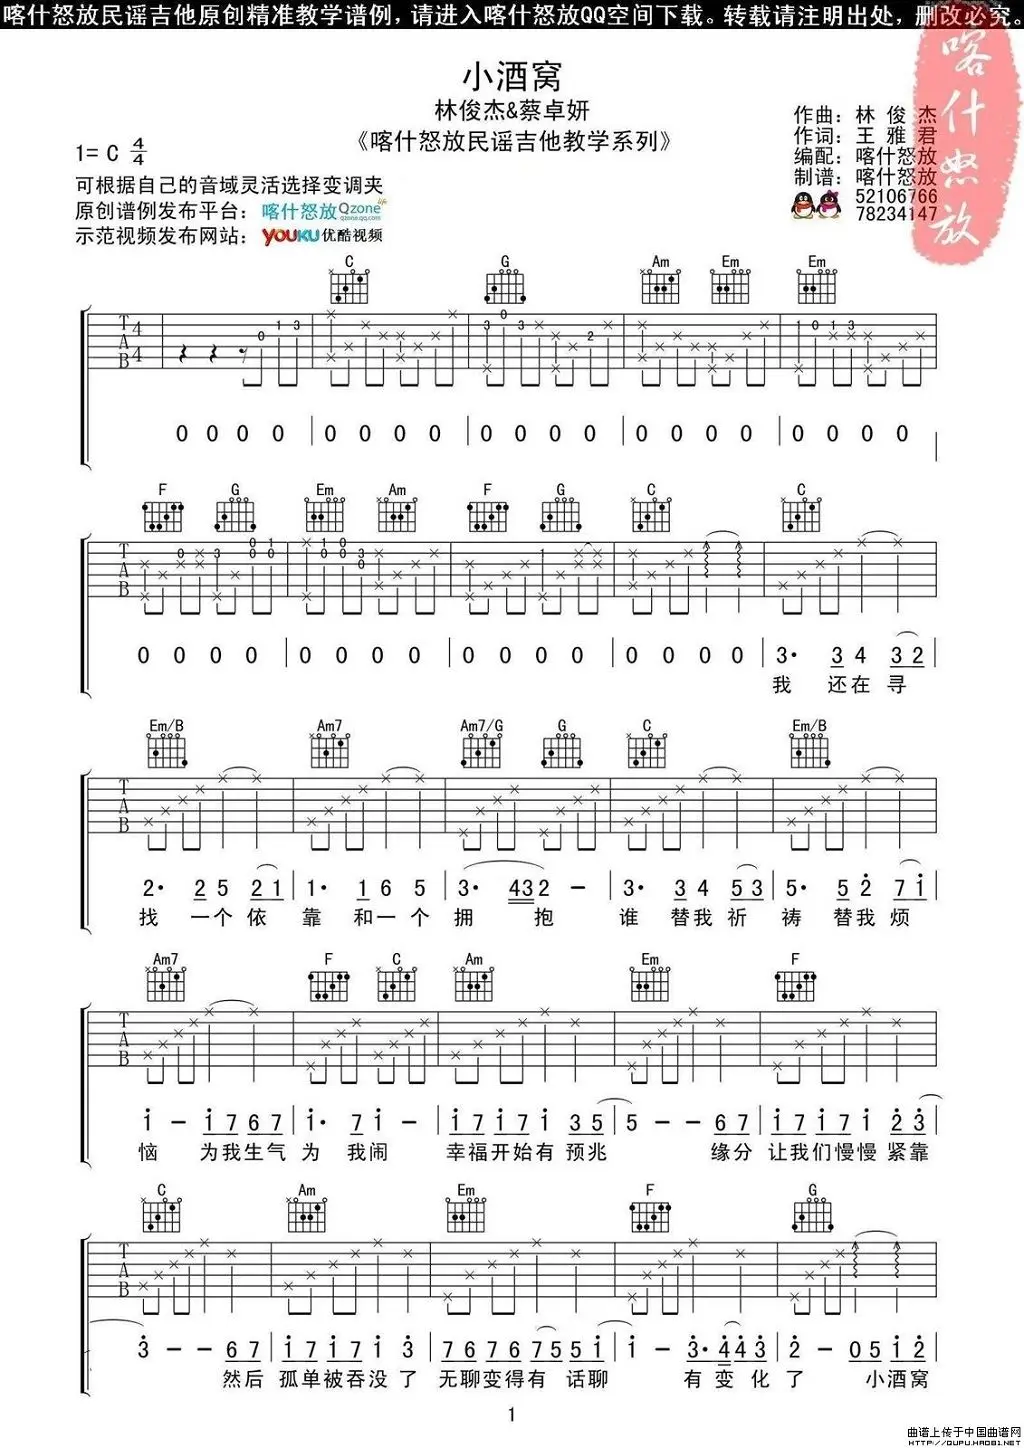 喀什怒放民谣吉他原创精准教学谱例，请进入喀什怒放QQ空间下载。转载请注明出处，删改必究。
喀什怒放
小酒窝
林俊杰&蔡卓妍
《喀什怒放民谣吉他教学系列》
作曲：林 俊 杰
作词：王 雅 君
编配：喀什怒放
制谱：喀什怒放
52106766
78234147
1= C 4/4
可根据自己的音域灵活选择变调夹
原创谱例发布平台：喀什怒放Qzone
示范视频发布网站：YOUKU 优酷视频
C G Am Em Em
T A B 4 4 0 1 3 3 0 3 2 1 0 1 3
0 0 0 0 | 0 0 0 0 | 0 0 0 0 | 0 0 0 0 | 0 0 0 0 |
F G Em Am F G C C
T A B
0 0 0 0 | 0 0 0 0 | 0 0 0 0 | 0 0 0 0 | 3· 3 4 3 2 |
我 还在 寻
Em/B Am7 Am7/G G C Em/B
T A B
2· 2 5 2 1 | 1· 1 6 5 | 3· 4 3 2 － | 3· 3 4 5 3 | 5· 5 2 7 1 |
找 一个 依 靠 和一个 拥 抱 谁 替我 祈 祷 替我 烦
Am7 F C Am Em F
T A B
1 － 1 7 6 7 | 1· 7 1 － | 1 7 1 7 1 3 5 | 5 － － 6 7 | 1 7 1 7 1 2 3 |
恼 为我生气 为 我闹 幸福开始有 预兆 缘分 让我们慢慢 紧靠
C Am Em F G
T A B
3 － － 6 7 | 1 7 1 7 1 1 3 | 7 6 7 6 7 5 5 1 | 1 － 3· 4 4 3 | 2 － 0 5 1 2
然后 孤单被吞没了 无聊变得有 话聊 有 变 化 了 小酒窝
1
曲谱上传于中国曲谱网